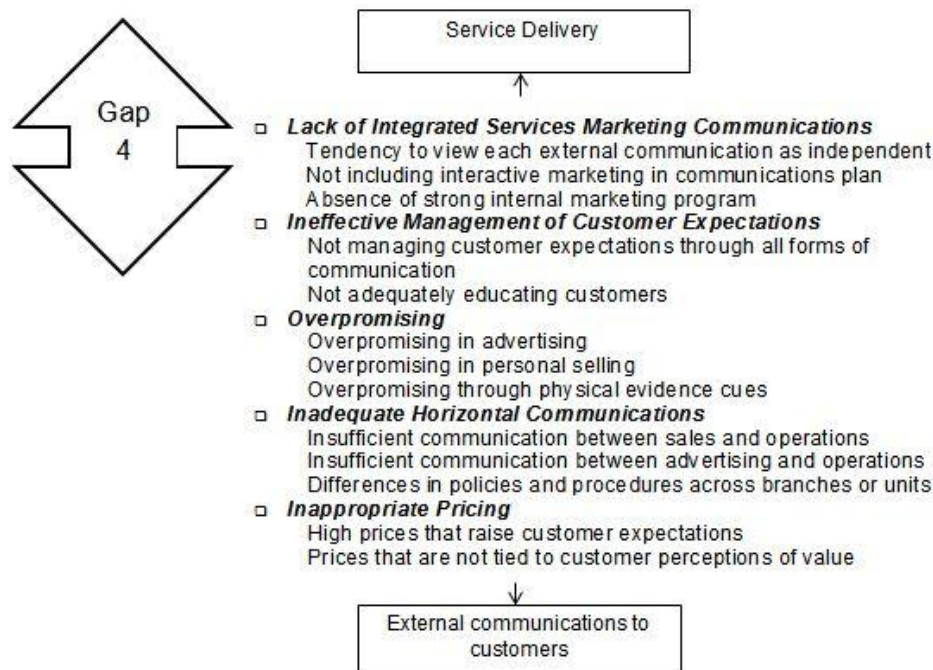 Service Delivery
Gap
4
Lack of Integrated Services Marketing Communications
Tendency to view each external communication as independent
Not including interactive marketing in communications plan
Absence of strong internal marketing program
Ineffective Management of Customer Expectations
Not managing customer expectations through all forms of
communication
Not adequately educating customers
Overpromising
Overpromising in advertising
Overpromising in personal selling
Overpromising through physical evidence cues
Inadequate Horizontal Communications
Insufficient communication between sales and operations
Insufficient communication between advertising and operations
Differences in policies and procedures across branches or units
Inappropriate Pricing
High prices that raise customer expectations
Prices that are not tied to customer perceptions of value
External communications to
customers